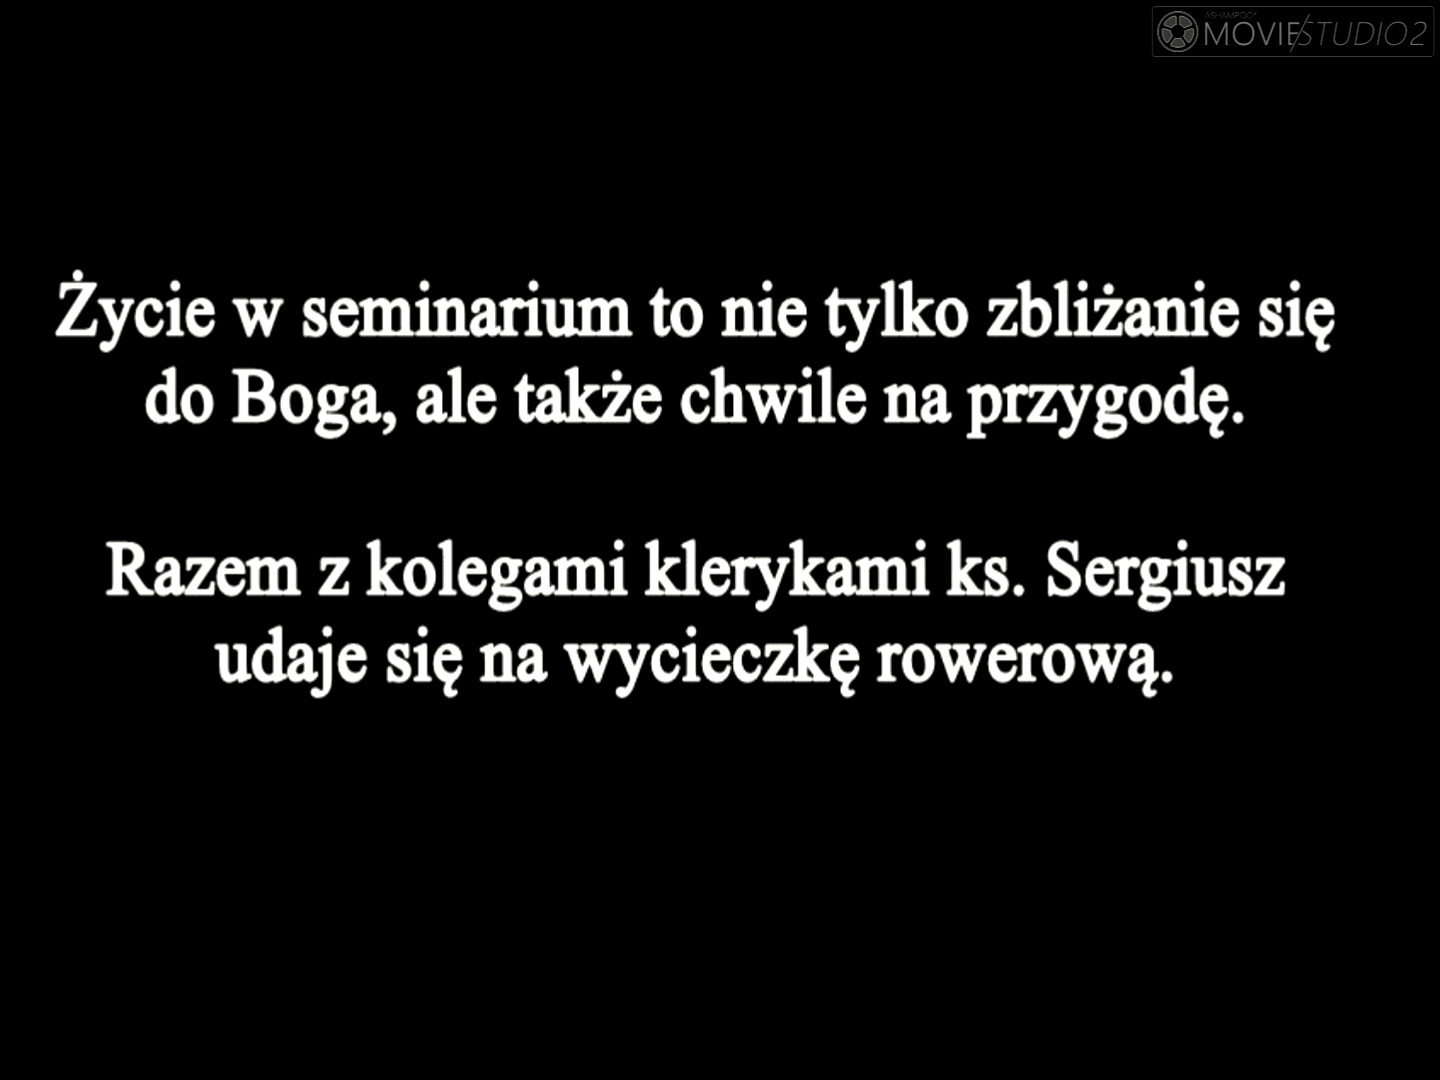 ASHAMPOO®
MOVIESTUDIO2
Życie w seminarium to nie tylko zbliżanie się
do Boga, ale także chwile na przygodę.
Razem z kolegami klerykami ks. Sergiusz
udaje się na wycieczkę rowerową.